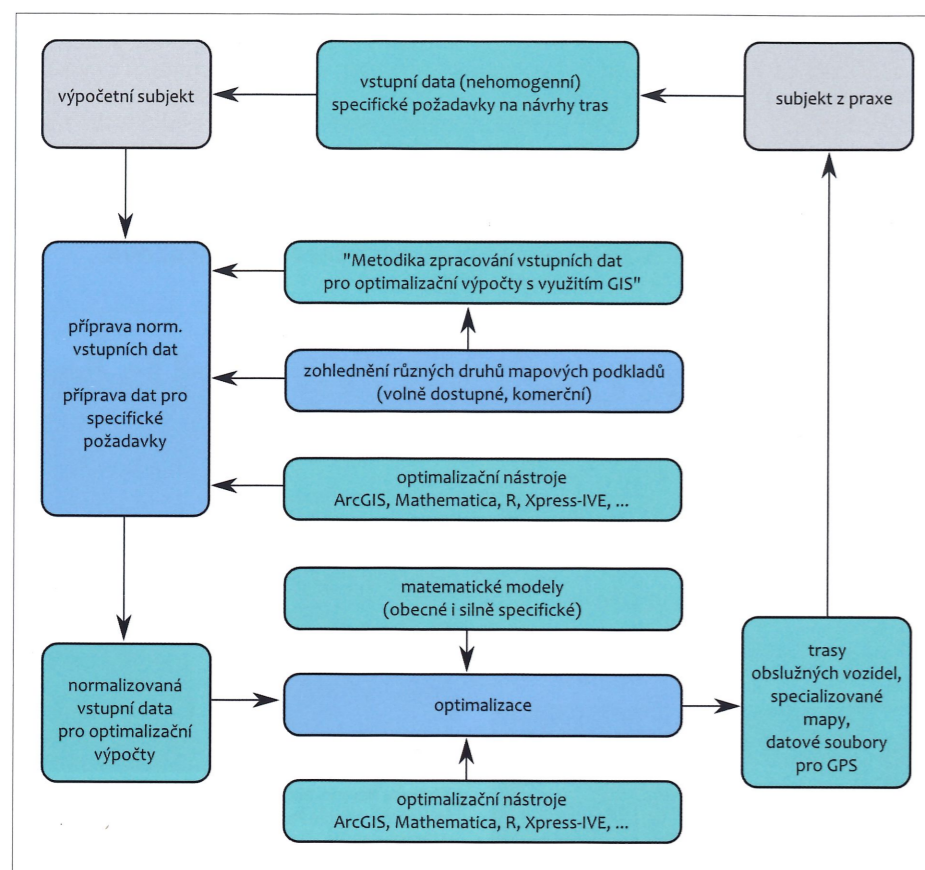 výpočetní subjekt
vstupní data (nehomogenní)
specifické požadavky na návrhy tras
subjekt z praxe
příprava norm.
vstupních dat
příprava dat pro
specifické
požadavky
"Metodika zpracování vstupních dat
pro optimalizační výpočty s využitím GIS"
zohlednění různých druhů mapových podkladů
(volně dostupné, komerční)
optimalizační nástroje
ArcGIS, Mathematica, R, Xpress-IVE, ...
matematické modely
(obecné i silně specifické)
normalizovaná
vstupní data
pro optimalizační
výpočty
optimalizace
trasy
obslužných vozidel,
specializované
mapy,
datové soubory
pro GPS
optimalizační nástroje
ArcGIS, Mathematica, R, Xpress-IVE, ...